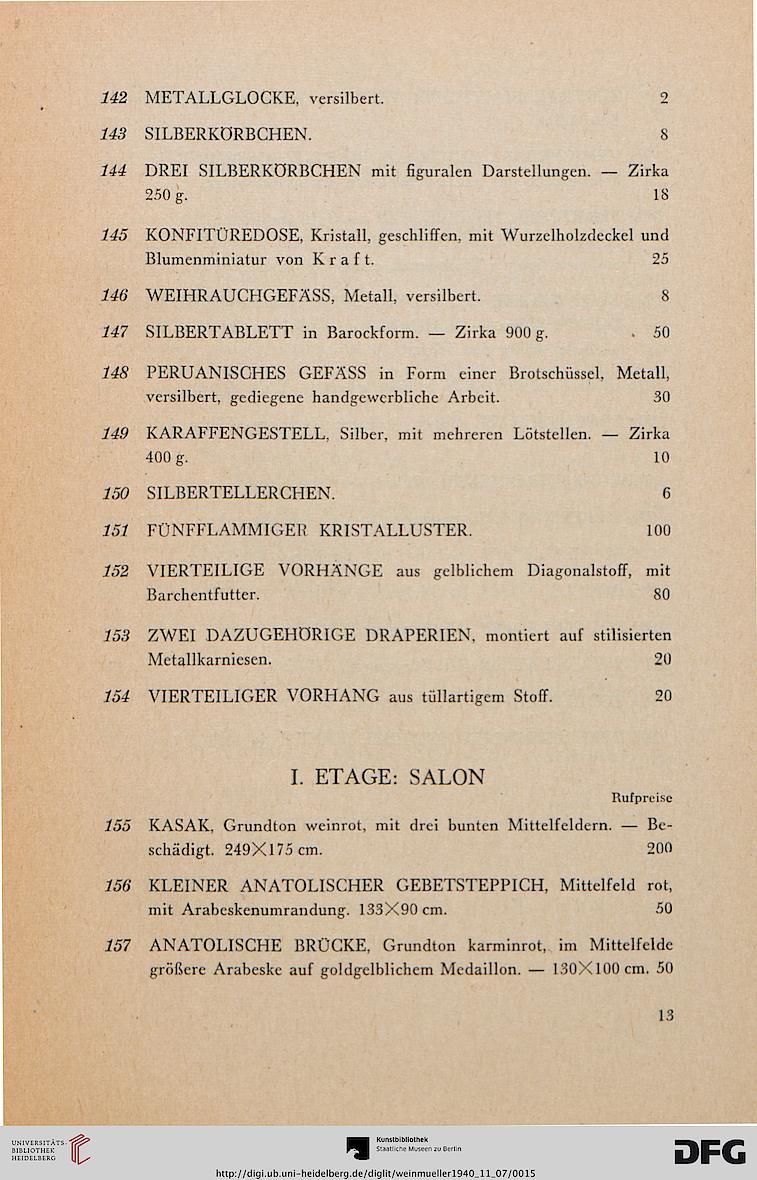 142 METALLGLOCKE, versilbert. 2
143 SILBERKÖRBCHEN. 8
144 DREI SILBERKÖRBCHEN mit figuralen Darstellungen. — Zirka
250 g. 18
145 KONFITÜREDOSE, Kristall, geschliffen, mit Wurzelholzdeckel und
Blumenminiatur von K r a f t. 25
146 WEIHRAUCHGEFÄSS, Metall, versilbert. 8
147 SILBERTABLETT in Barockform. — Zirka 900 g. 50
148 PERUANISCHES GEFÄSS in Form einer Brotschüssel, Metall,
versilbert, gediegene handgewerbliche Arbeit. 30
149 KARAFFENGESTELL, Silber, mit mehreren Lötstellen. — Zirka
400 g. 10
150 SILBERTELLERCHEN. 6
151 FÜNFFLAMMIGER KRISTALLUSTER. 100
152 VIERTEILIGE VORHÄNGE aus gelblichem Diagonalstoff, mit
Barchentfutter. 80
153 ZWEI DAZUGEHÖRIGE DRAPERIEN, montiert auf stilisierten
Metallkarniesen. 20
154 VIERTEILIGER VORHANG aus tüllartigem Stoff. 20
I. ETAGE: SALON
Rufpreise
155 KASAK, Grundton weinrot, mit drei bunten Mittelfeldern. — Be-
schädigt. 249×175 cm. 200
156 KLEINER ANATOLISCHER GEBETSTEPPICH, Mittelfeld rot,
mit Arabeskenumrandung. 133×90 cm. 50
157 ANATOLISCHE BRÜCKE, Grundton karminrot, im Mittelfelde
größere Arabeske auf goldgelblichem Medaillon. — 130×100 cm. 50
13
UNIVERSITÄTS-
BIBLIOTHEK
HEIDELBERG
Kunstbibliothek
Staatliche Museen zu Berlin
DFG
http://digi.ub.uni-heidelberg.de/diglit/weinmueller1940_11_07/0015